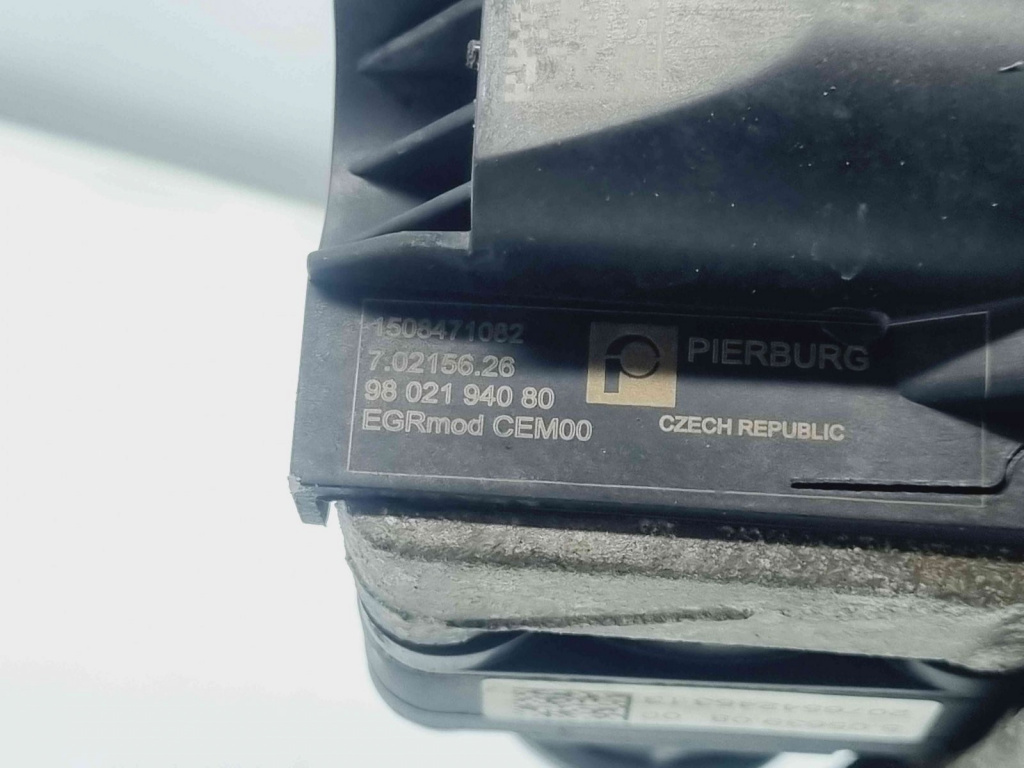 1508471082
7.02156.26
98 021 940 80
EGRmod CEM00
PIERBURG
CZECH REPUBLIC